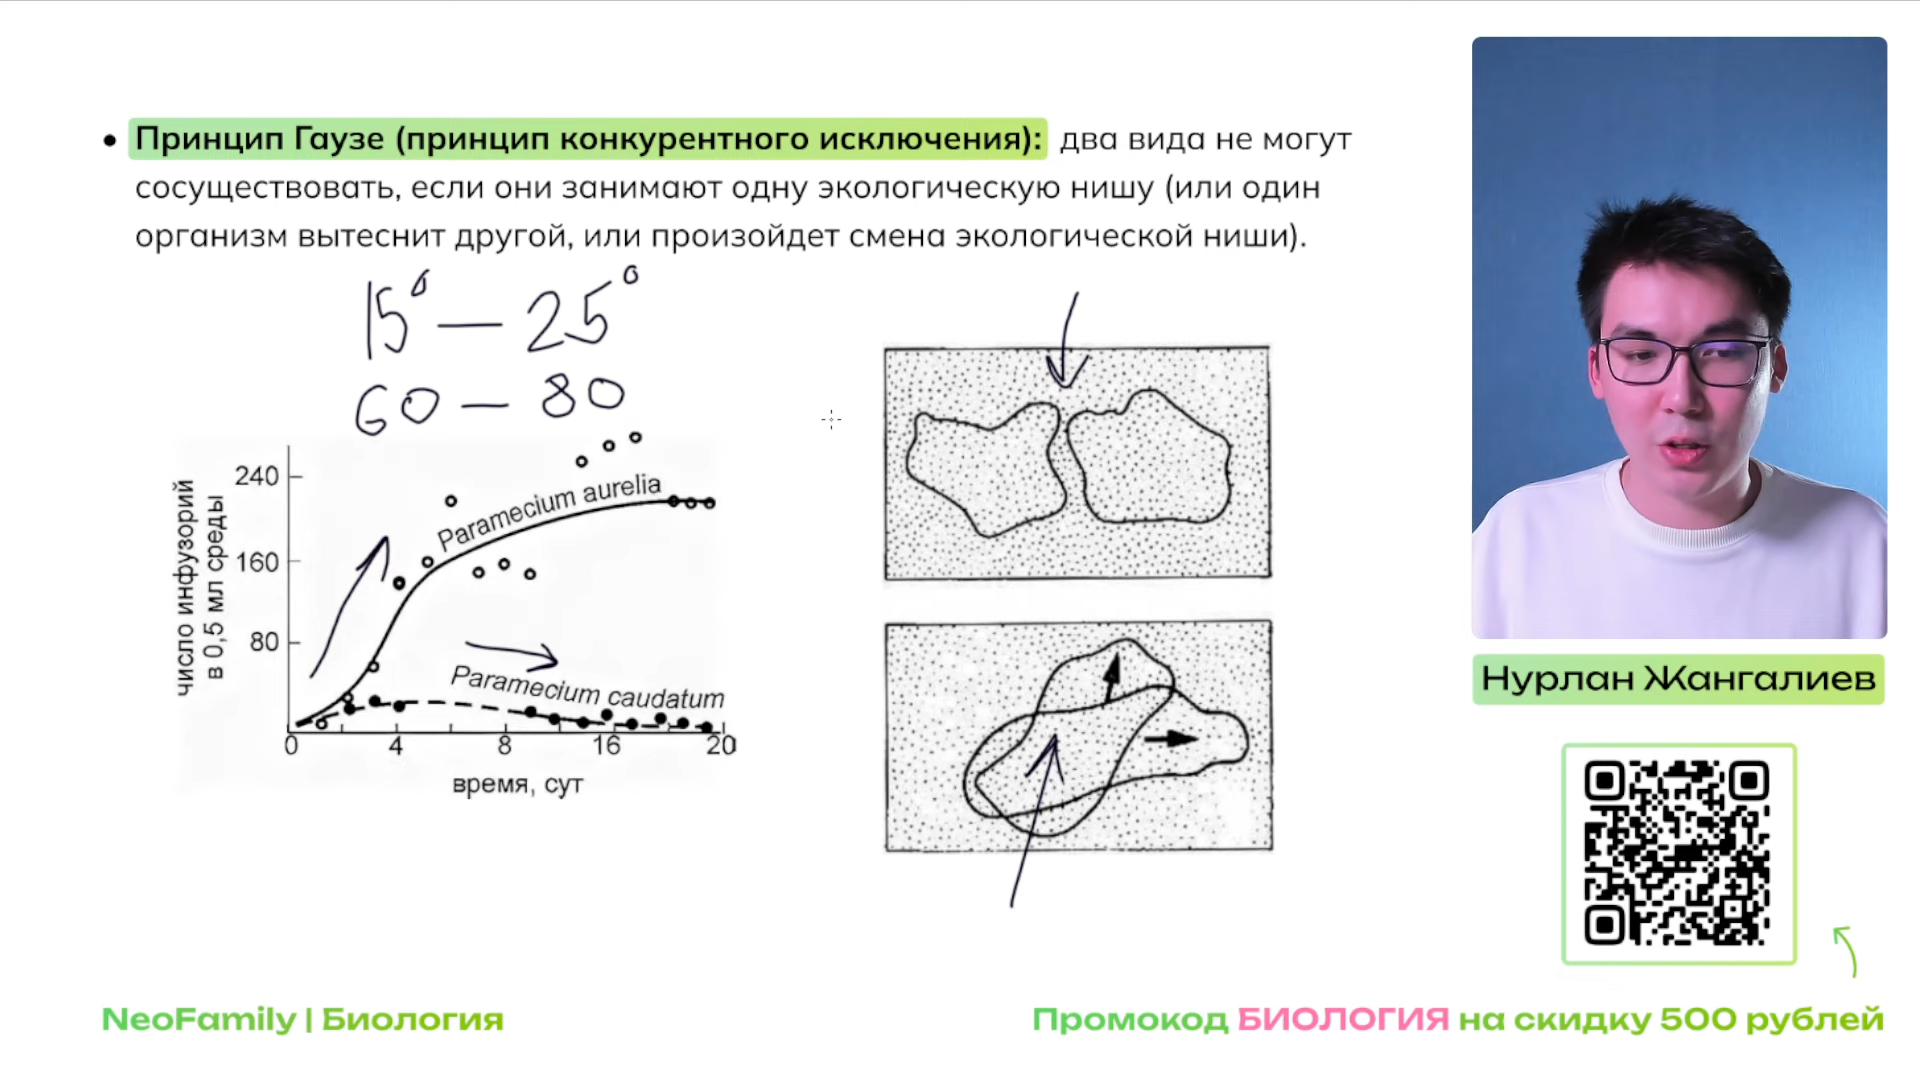 • Принцип Гаузе (принцип конкурентного исключения): два вида не могут
сосуществовать, если они занимают одну экологическую нишу (или один
организм вытеснит другой, или произойдет смена экологической ниши).
15° — 25°
60 — 80
число инфузорий
в 0,5 мл среды
240
160
80
Paramecium aurelia
Paramecium caudatum
0 4 8 16 20
время, сут
Нурлан Жангалиев
NeoFamily | Биология
Промокод БИОЛОГИЯ на скидку 500 рублей